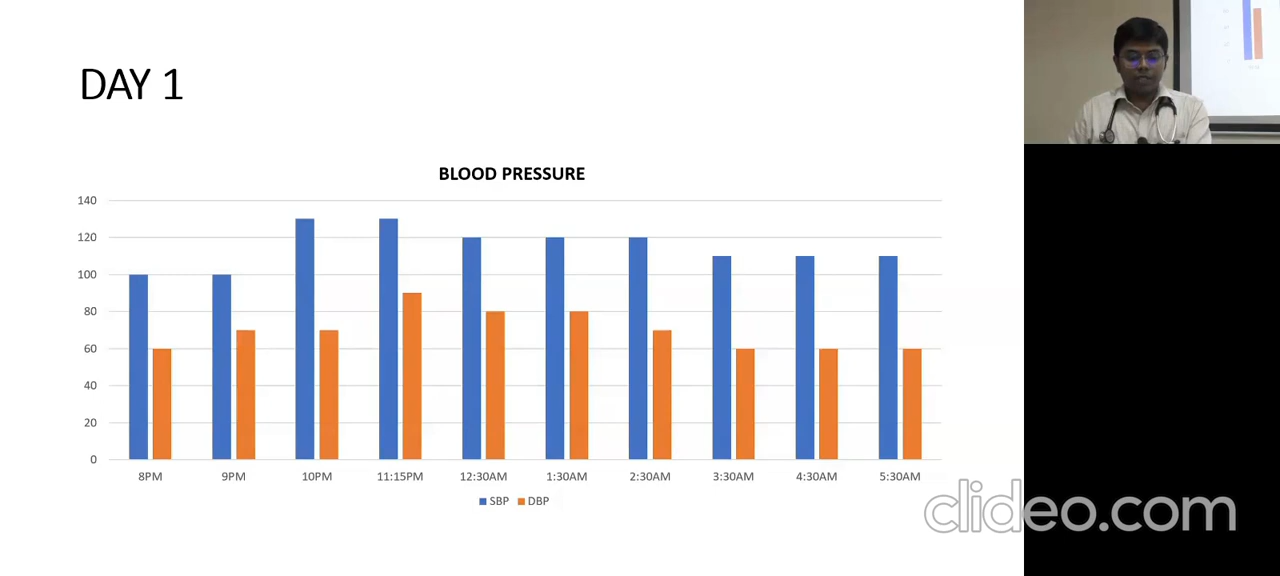 DAY 1
BLOOD PRESSURE
140
120
100
80
60
40
20
0
8PM 9PM 10PM 11:15PM 12:30AM 1:30AM 2:30AM 3:30AM 4:30AM 5:30AM
SBP DBP
clideo.com